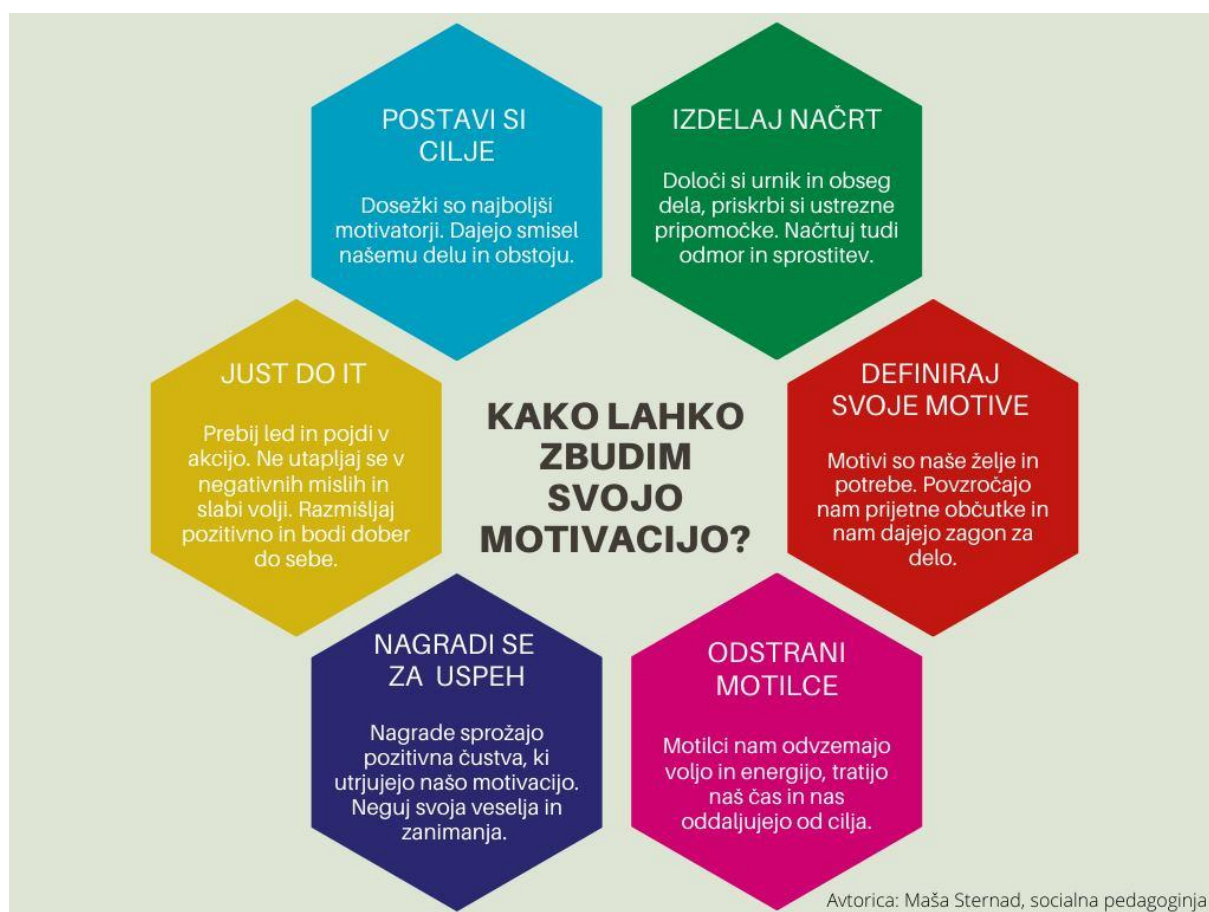 POSTAVI SI
CILJE
Dosežki so najboljši
motivatorji. Dajejo smisel
našemu delu in obstoju.
IZDELAJ NAČRT
Določi si urnik in obseg
dela, priskrbi si ustrezne
pripomočke. Načrtuj tudi
odmor in sprostitev.
JUST DO IT
Prebij led in pojdi v
akcijo. Ne utapljaj se v
negativnih mislih in
slabi volji. Razmišljaj
pozitivno in bodi dober
do sebe.
KAKO LAHKO
ZBUDIM
SVOJO
MOTIVACIJO?
DEFINIRAJ
SVOJE MOTIVE
Motivi so naše želje in
potrebe. Povzročajo
nam prijetne občutke in
nam dajejo zagon za
delo.
NAGRADI SE
ZA USPEH
Nagrade sprožajo
pozitivna čustva, ki
utrjujejo našo motivacijo.
Neguj svoja veselja in
zanimanja.
ODSTRANI
MOTILCE
Motilci nam odvzemajo
voljo in energijo, tratijo
naš čas in nas
oddaljujejo od cilja.
Avtorica: Maša Sternad, socialna pedagoginja